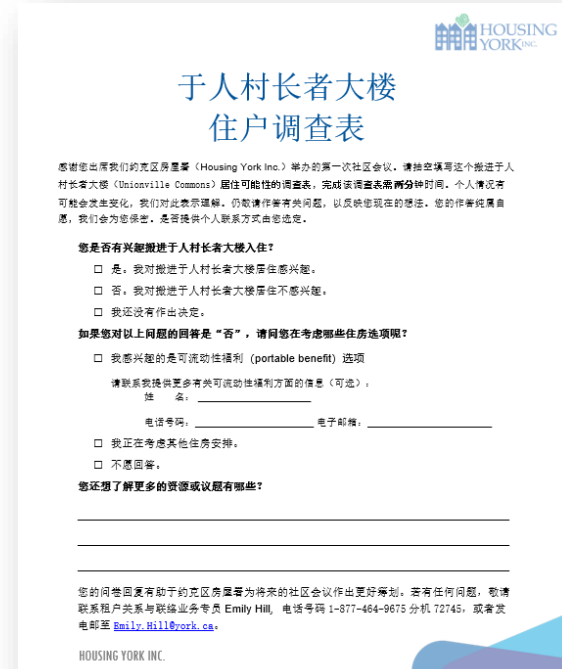 HOUSING
YORK INC.
于人村长者大楼
住户调查表
感谢您出席我们约克区房屋署（Housing York Inc.）举办的第一次社区会议。请抽空填写这个搬进于人
村长者大楼（Unionville Commons）居住可能性的调查表，完成该调查表需两分钟时间。个人情况有
可能会发生变化，我们对此表示理解。仍敬请作答有关问题，以反映您现在的想法。您的作答纯属自
愿，我们会为您保密。是否提供个人联系方式由您选定。
您是否有兴趣搬进于人村长者大楼入住？
□ 是。我对搬进于人村长者大楼居住感兴趣。
□ 否。我对搬进于人村长者大楼居住不感兴趣。
□ 我还没有作出决定。
如果您对以上问题的回答是“否”，请问您在考虑哪些住房选项呢？
□ 我感兴趣的是可流动性福利（portable benefit）选项
请联系我提供更多有关可流动性福利方面的信息（可选）：
姓 名：
电话号码： 电子邮箱：
□ 我正在考虑其他住房安排。
□ 不愿回答。
您还想了解更多的资源或议题有哪些？
您的问卷回复有助于约克区房屋署为将来的社区会议作出更好筹划。若有任何问题，敬请
联系租户关系与联络业务专员 Emily Hill，电话号码 1-877-464-9675 分机 72745，或者发
电邮至 Emily.Hill@york.ca。
HOUSING YORK INC.